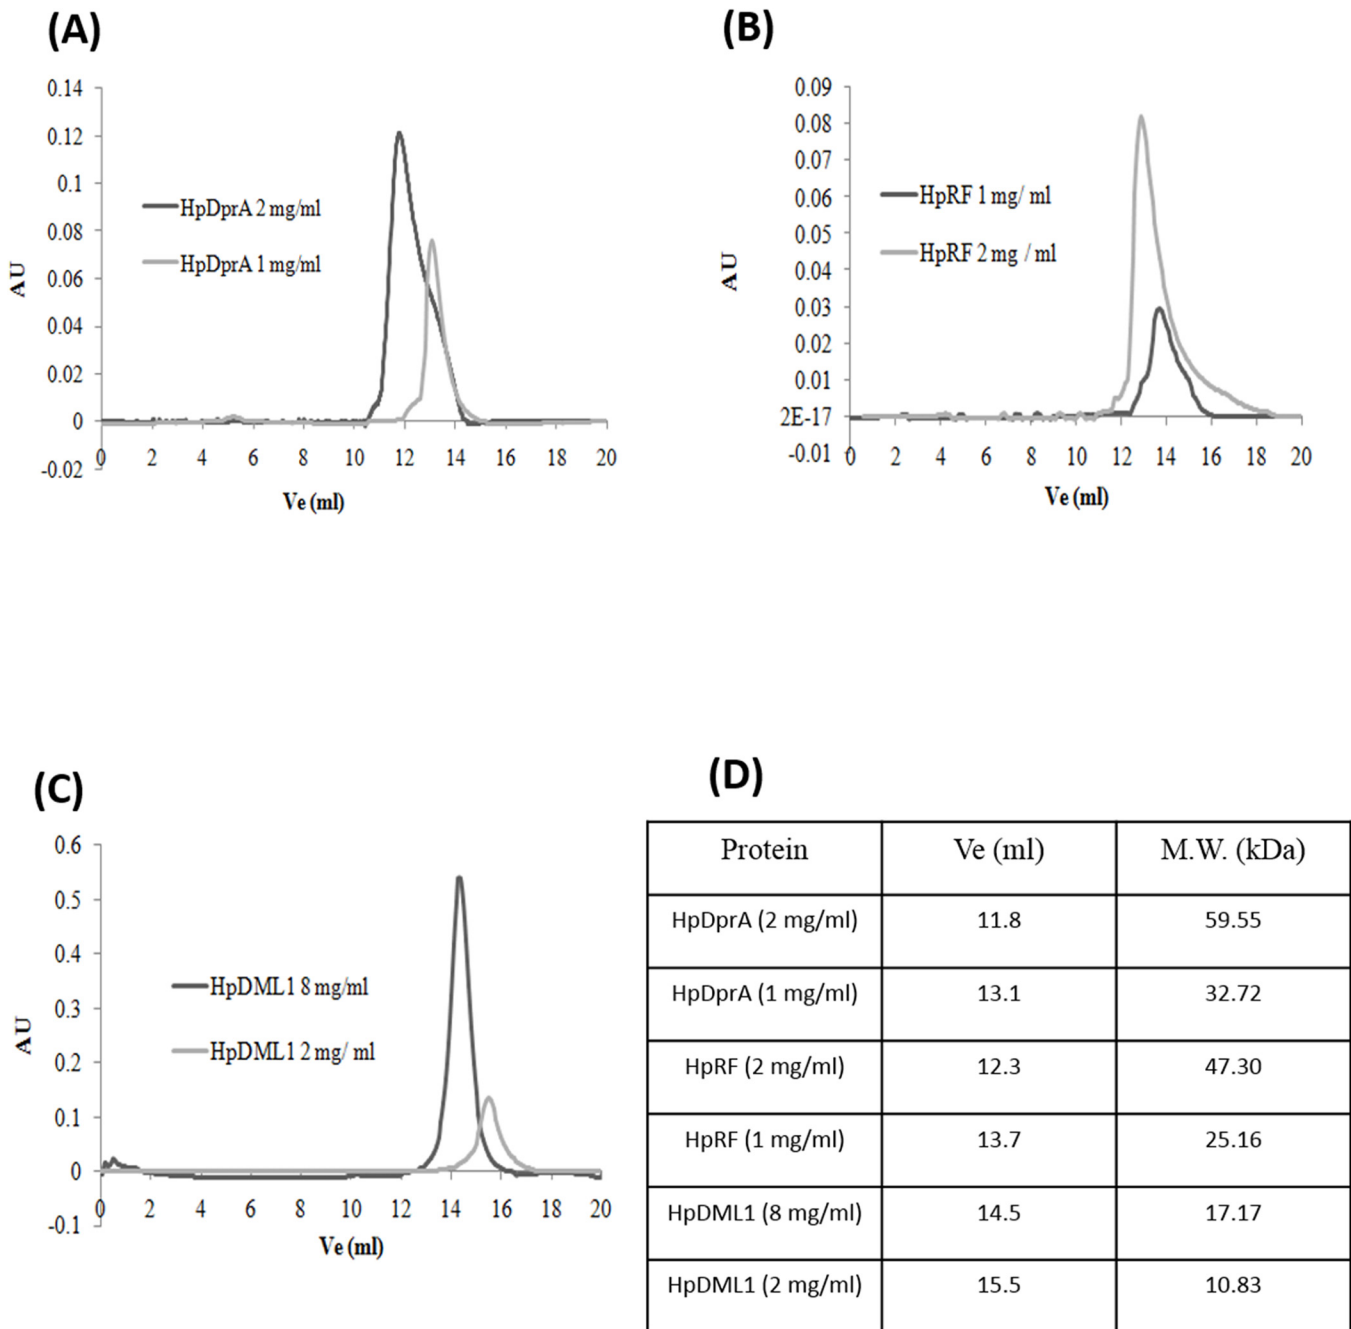 (A)
0.14
0.12
0.1
0.08
0.06
0.04
0.02
0
-0.02
AU
HpDprA 2 mg/ml
HpDprA 1 mg/ml
0 2 4 6 8 10 12 14 16 18 20
Ve (ml)
(B)
0.09
0.08
0.07
0.06
0.05
0.04
0.03
0.02
0.01
2E-17
-0.01
AU
HpRF 1 mg/ ml
HpRF 2 mg / ml
0 2 4 6 8 10 12 14 16 18 20
Ve (ml)
(C)
0.6
0.5
0.4
0.3
0.2
0.1
0
-0.1
AU
HpDML1 8 mg/ml
HpDML1 2 mg/ ml
0 2 4 6 8 10 12 14 16 18 20
Ve (ml)
(D)
Protein Ve (ml) M.W. (kDa)
HpDprA (2 mg/ml) 11.8 59.55
HpDprA (1 mg/ml) 13.1 32.72
HpRF (2 mg/ml) 12.3 47.30
HpRF (1 mg/ml) 13.7 25.16
HpDML1 (8 mg/ml) 14.5 17.17
HpDML1 (2 mg/ml) 15.5 10.83